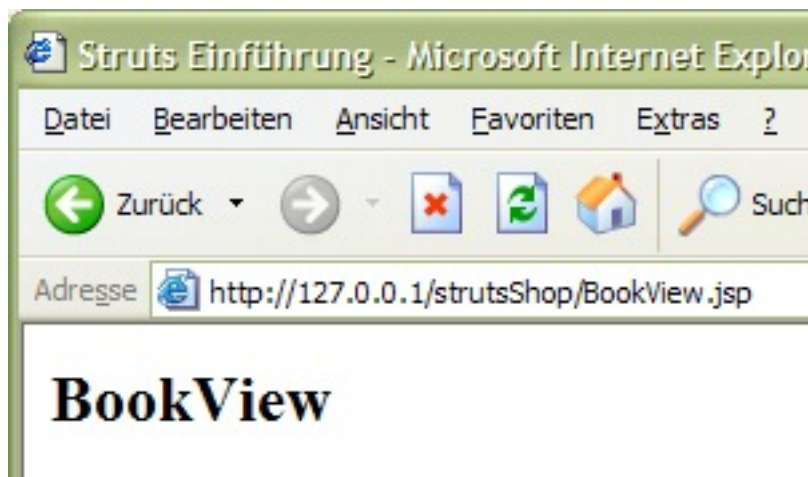 Struts Einführung - Microsoft Internet Explor
Datei Bearbeiten Ansicht Favoriten Extras ?
Zurück Such
Adresse http://127.0.0.1/strutsShop/BookView.jsp
BookView